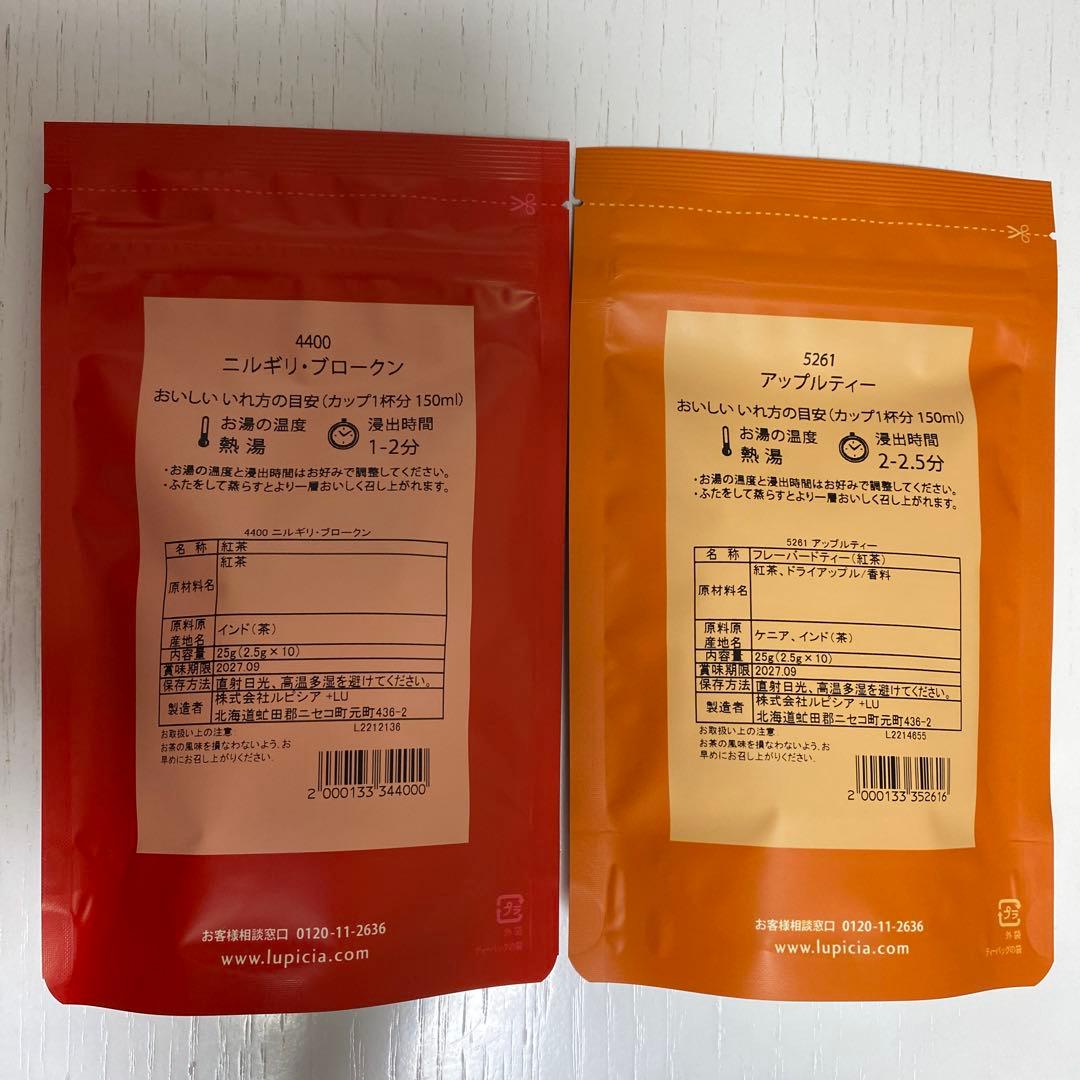 4400
ニルギリ・ブロークン
おいしい いれ方の目安(カップ1杯分 150ml)
お湯の温度
熱湯
浸出時間
1-2分
・お湯の温度と浸出時間はお好みで調整してください。
・ふたをして蒸らすとより一層おいしく召し上がれます。
4400 ニルギリ・ブロークン
名称 紅茶
原材料名 紅茶
原料原産地名 インド(茶)
内容量 25g(2.5g×10)
賞味期限 2027.09
保存方法 直射日光、高温多湿を避けてください。
製造者 株式会社ルピシア +LU
北海道虻田郡ニセコ町元町436-2
L2212136
お取扱い上の注意
お茶の風味を損なわないよう、お
早めにお召し上がりください。
2 000133 344000
プラ
外袋
ティーバッグの袋
お客様相談窓口 0120-11-2636
www.lupicia.com
5261
アップルティー
おいしい いれ方の目安(カップ1杯分 150ml)
お湯の温度
熱湯
浸出時間
2-2.5分
・お湯の温度と浸出時間はお好みで調整してください。
・ふたをして蒸らすとより一層おいしく召し上がれます。
5261 アップルティー
名称 フレーバードティー(紅茶)
原材料名 紅茶、ドライアップル/香料
原料原産地名 ケニア、インド(茶)
内容量 25g(2.5g×10)
賞味期限 2027.09
保存方法 直射日光、高温多湿を避けてください。
製造者 株式会社ルピシア +LU
北海道虻田郡ニセコ町元町436-2
L2214655
お取扱い上の注意
お茶の風味を損なわないよう、お
早めにお召し上がりください。
2 000133 352616
プラ
外袋
ティーバッグの袋
お客様相談窓口 0120-11-2636
www.lupicia.com